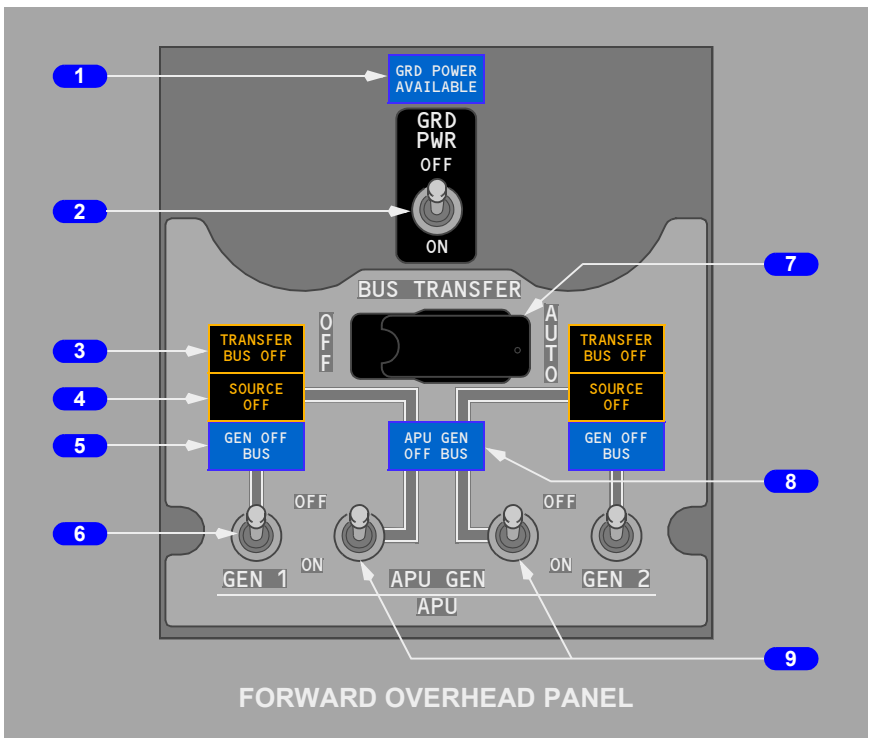 1
GRD POWER
AVAILABLE
GRD
PWR
OFF
2
ON
7
BUS TRANSFER
OFF
AUTO
3
TRANSFER
BUS OFF
TRANSFER
BUS OFF
4
SOURCE
OFF
SOURCE
OFF
5
GEN OFF
BUS
APU GEN
OFF BUS
GEN OFF
BUS
8
OFF
OFF
6
ON
ON
GEN 1
APU GEN
GEN 2
APU
9
FORWARD OVERHEAD PANEL